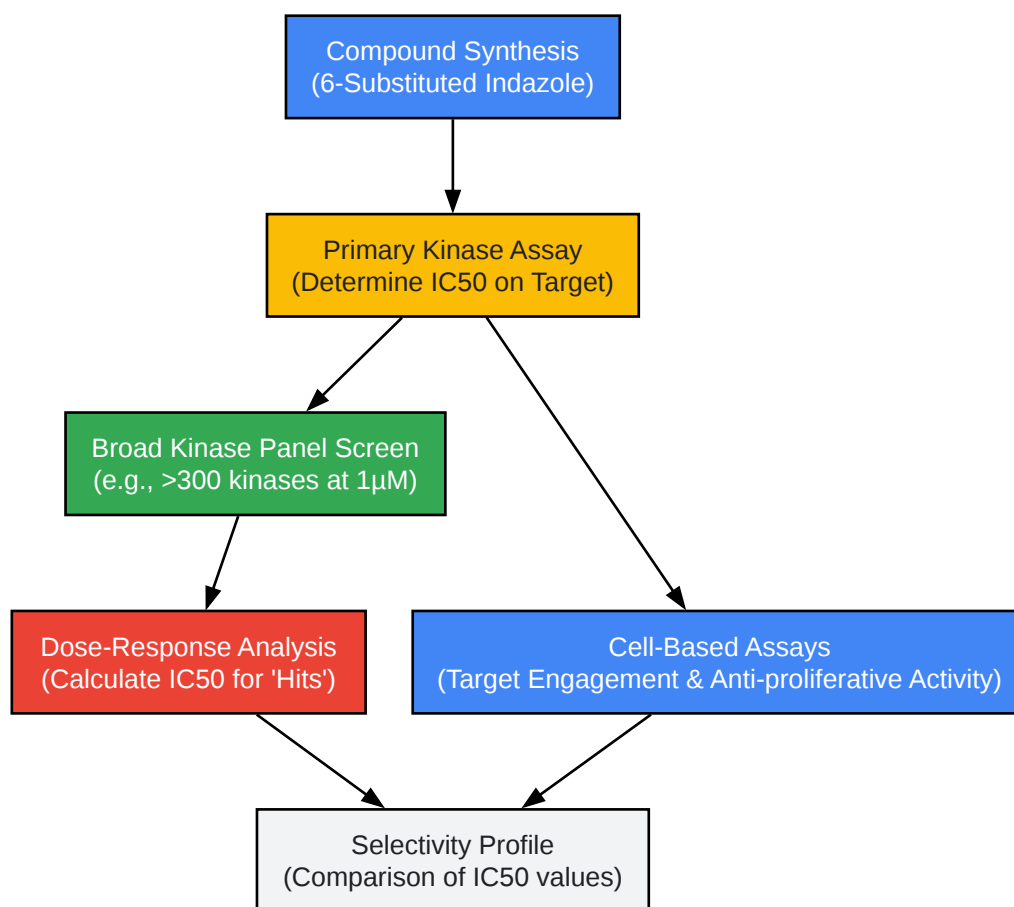 Compound Synthesis
(6-Substituted Indazole)
Primary Kinase Assay
(Determine IC50 on Target)
Broad Kinase Panel Screen
(e.g., >300 kinases at 1µM)
Dose-Response Analysis
(Calculate IC50 for 'Hits')
Cell-Based Assays
(Target Engagement & Anti-proliferative Activity)
Selectivity Profile
(Comparison of IC50 values)